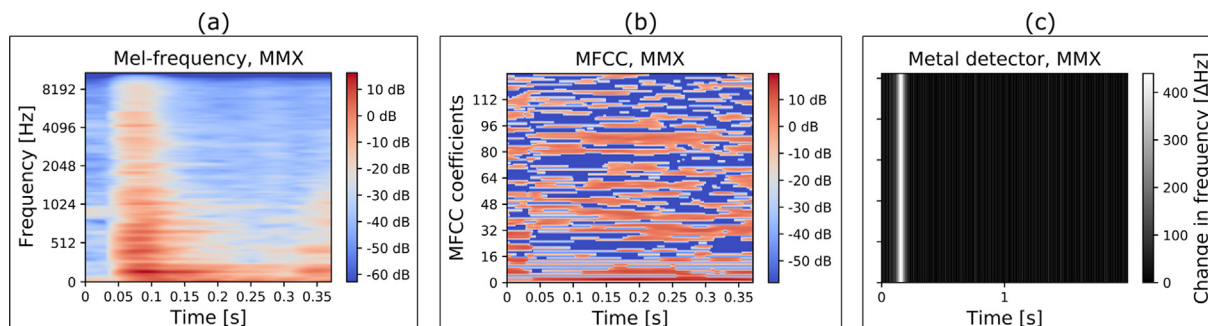 (a)
Mel-frequency, MMX
Frequency [Hz]
8192
4096
2048
1024
512
0
0 0.05 0.1 0.15 0.2 0.25 0.3 0.35
Time [s]
10 dB
0 dB
-10 dB
-20 dB
-30 dB
-40 dB
-50 dB
-60 dB
(b)
MFCC, MMX
MFCC coefficients
112
96
80
64
48
32
16
0
0 0.05 0.1 0.15 0.2 0.25 0.3 0.35
Time [s]
10 dB
0 dB
-10 dB
-20 dB
-30 dB
-40 dB
-50 dB
(c)
Metal detector, MMX
0 1
Time [s]
400
300
200
100
0
Change in frequency [ΔHz]